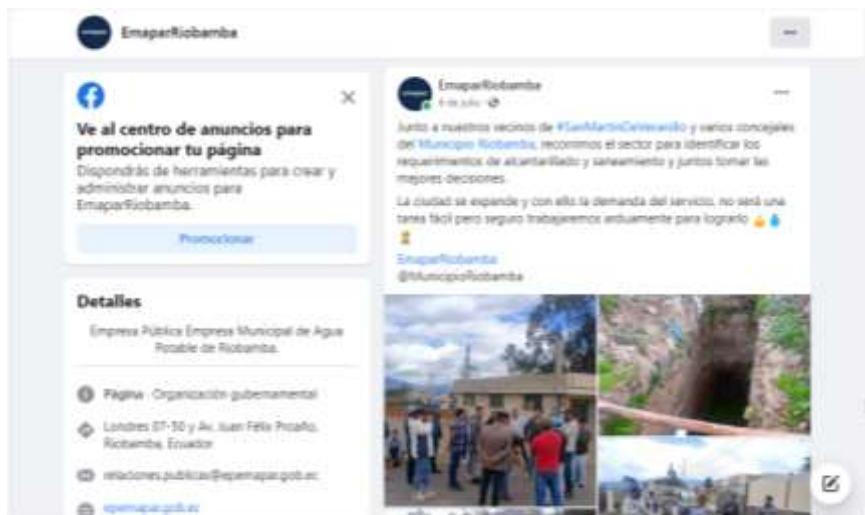 EmaparRiobamba
Ve al centro de anuncios para
promocionar tu página
Dispondrás de herramientas para crear y
administrar anuncios para
EmaparRiobamba.
Promocionar
Detalles
Empresa Pública Empresa Municipal de Agua
Potable de Riobamba.
Página · Organización gubernamental
Londres 07-50 y Av. Juan Félix Proaño,
Riobamba, Ecuador
relaciones.publicas@epemapar.gob.ec
epemapar.gob.ec
EmaparRiobamba
6 de julio
Junto a nuestros vecinos de #SanMartínDeVeranillo y varios concejales
del Municipio Riobamba, recorrimos el sector para identificar los
requerimientos de alcantarillado y saneamiento y juntos tomar las
mejores decisiones.
La ciudad se expande y con ello la demanda del servicio, no será una
tarea fácil pero seguro trabajaremos arduamente para lograrlo
EmaparRiobamba
@MunicipioRiobamba